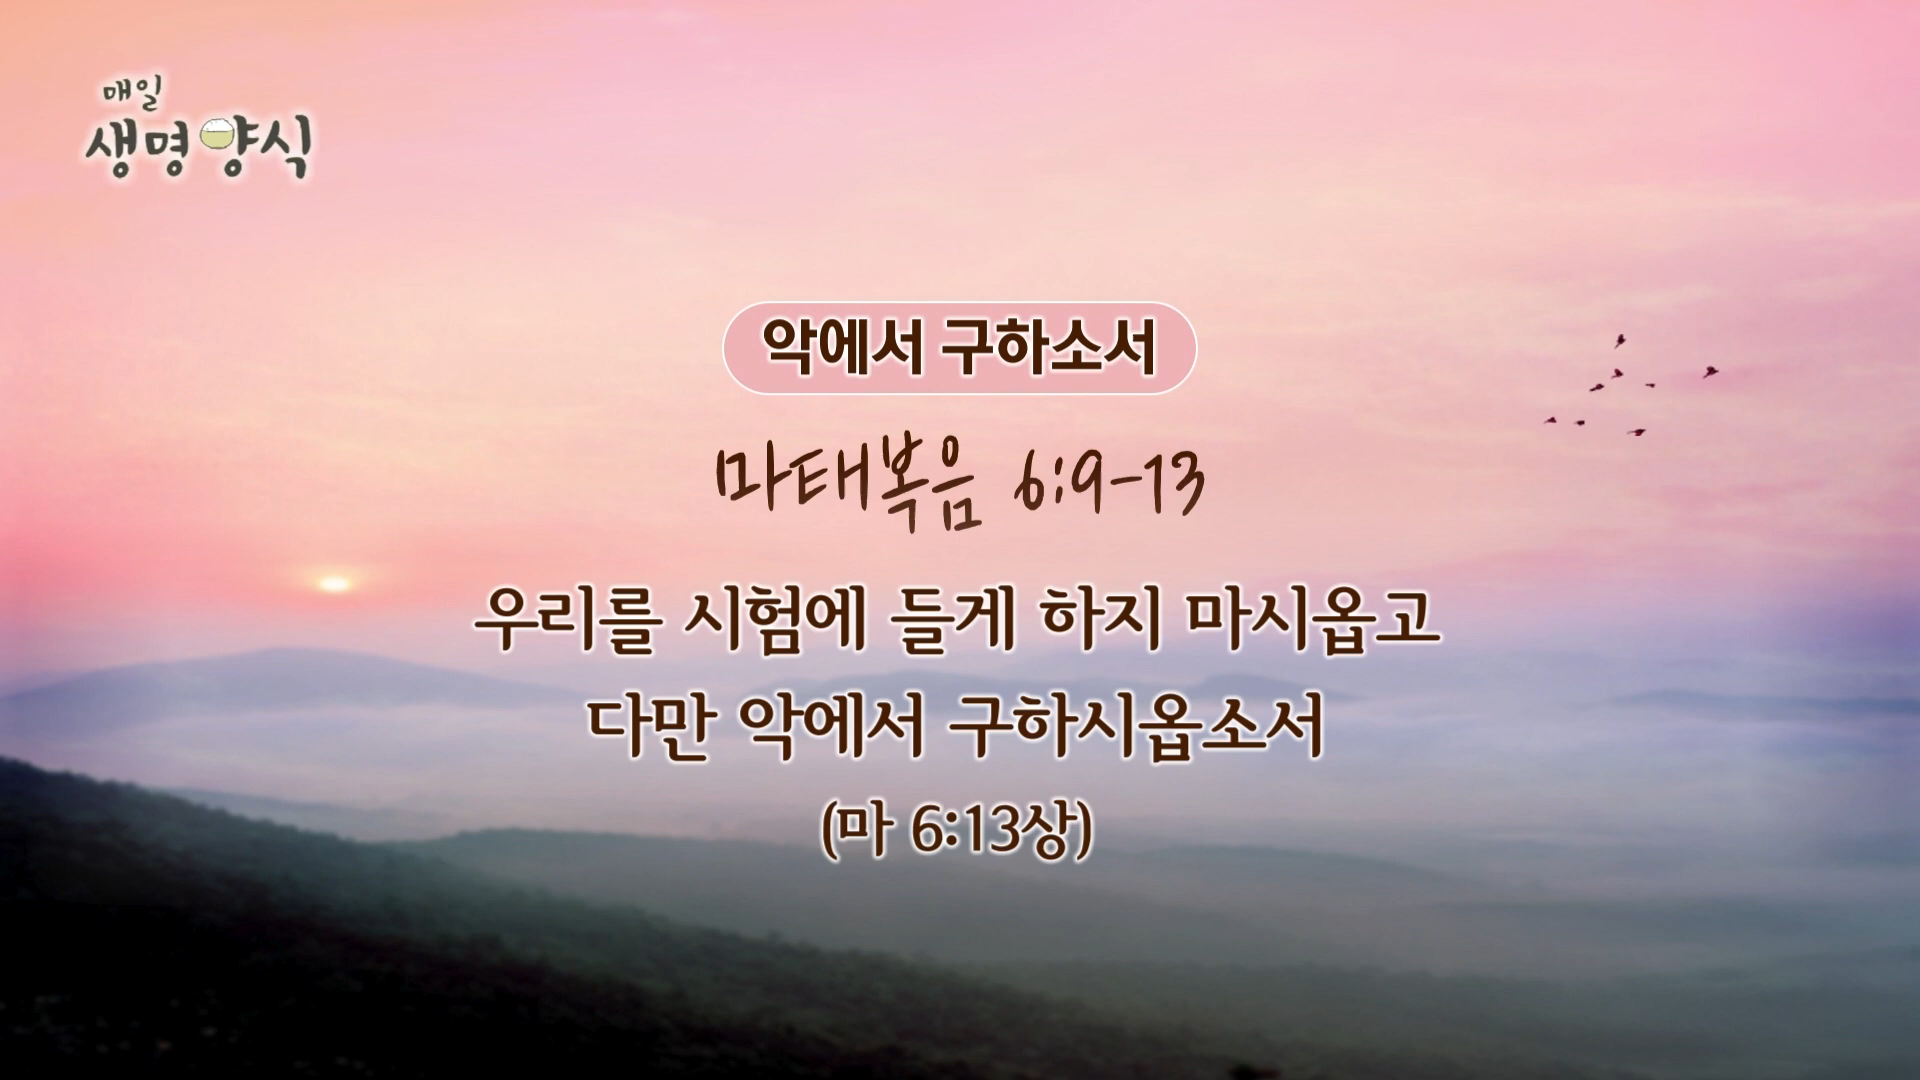 매일
생명양식
악에서 구하소서
마태복음 6:9-13
우리를 시험에 들게 하지 마시옵고
다만 악에서 구하시옵소서
(마 6:13상)